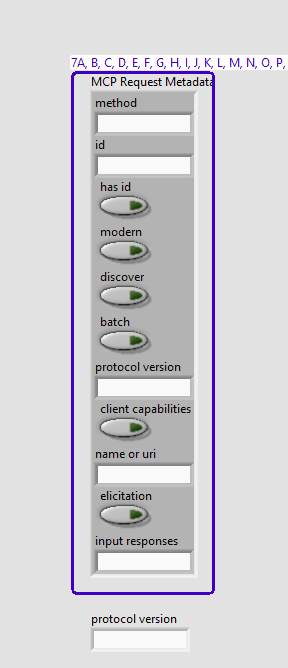 7A, B, C, D, E, F, G, H, I, J, K, L, M, N, O, P,
MCP Request Metadata
method
id
has id
modern
discover
batch
protocol version
client capabilities
name or uri
elicitation
input responses
protocol version